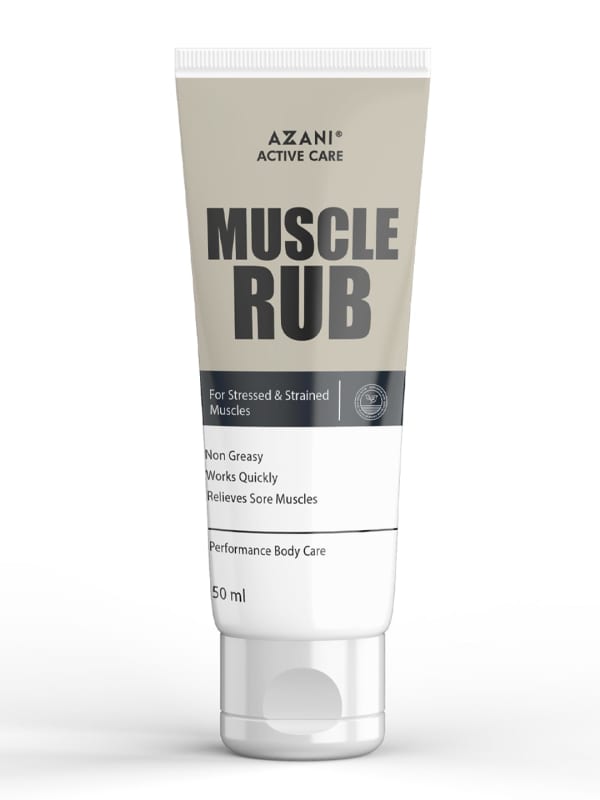 AZANI®
ACTIVE CARE
MUSCLE
RUB
For Stressed & Strained
Muscles
Non Greasy
Works Quickly
Relieves Sore Muscles
Performance Body Care
50 ml